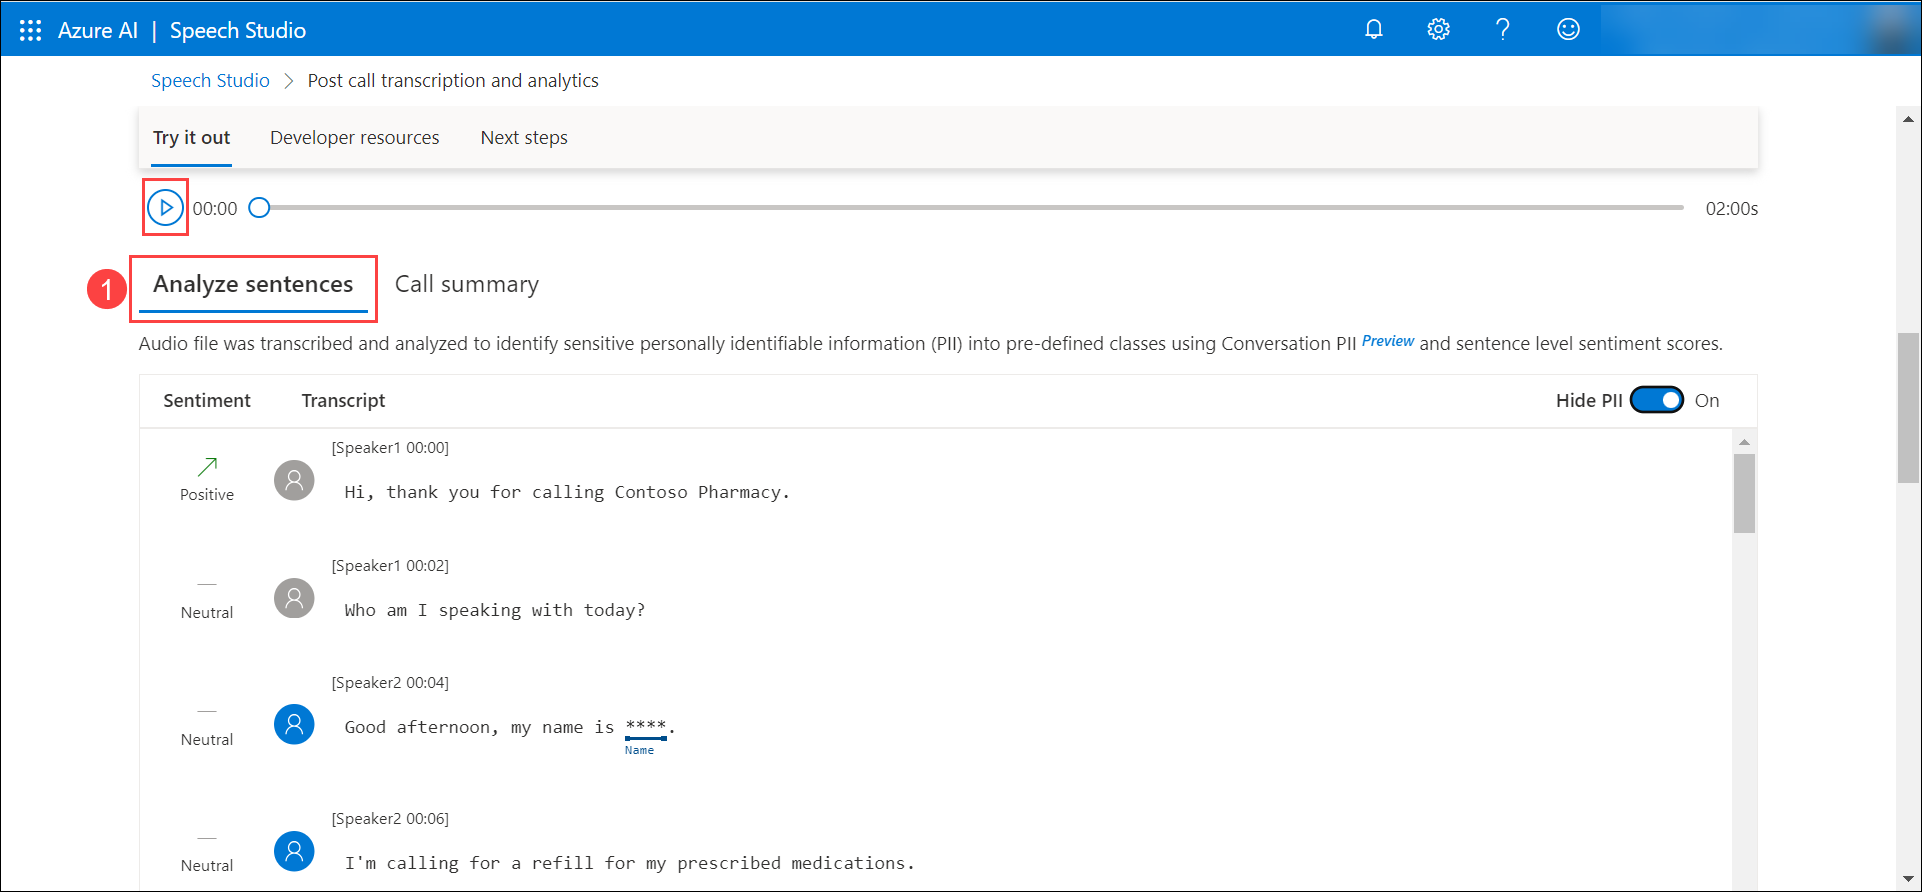 Azure AI | Speech Studio
Speech Studio > Post call transcription and analytics
Try it out Developer resources Next steps
00:00 02:00s
1 Analyze sentences Call summary
Audio file was transcribed and analyzed to identify sensitive personally identifiable information (PII) into pre-defined classes using Conversation PII Preview and sentence level sentiment scores.
Sentiment Transcript Hide PII On
[Speaker1 00:00]
Positive Hi, thank you for calling Contoso Pharmacy.
[Speaker1 00:02]
Neutral Who am I speaking with today?
[Speaker2 00:04]
Neutral Good afternoon, my name is ****.
Name
[Speaker2 00:06]
Neutral I'm calling for a refill for my prescribed medications.